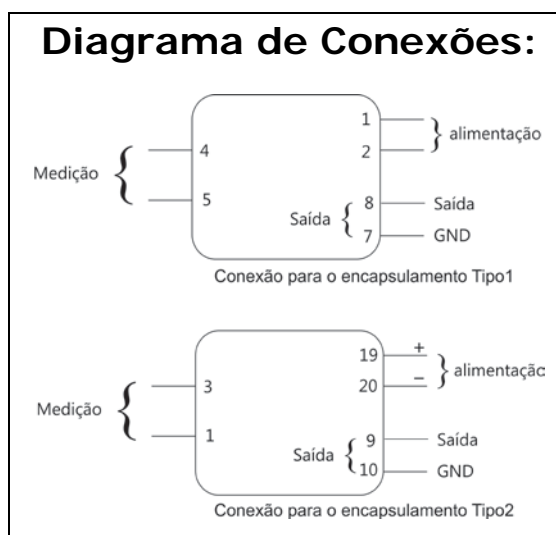 Diagrama de Conexões:
1
2
} alimentação
Medição {
4
5
Saída {
8
7
Saída
GND
Conexão para o encapsulamento Tipo1
19
20
+
−
} alimentação
Medição {
3
1
Saída {
9
10
Saída
GND
Conexão para o encapsulamento Tipo2